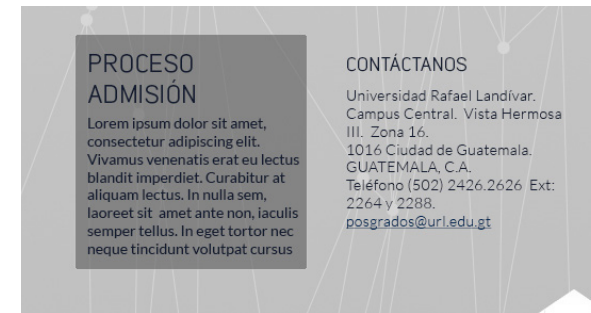 PROCESO
ADMISIÓN
Lorem ipsum dolor sit amet,
consectetur adipiscing elit.
Vivamus venenatis erat eu lectus
blandit imperdiet. Curabitur at
aliquam lectus. In nulla sem,
laoreet sit amet ante non, iaculis
semper tellus. In eget tortor nec
neque tincidunt volutpat cursus
CONTÁCTANOS
Universidad Rafael Landívar.
Campus Central. Vista Hermosa
III. Zona 16.
1016 Ciudad de Guatemala.
GUATEMALA, C.A.
Teléfono (502) 2426.2626 Ext:
2264 y 2288.
posgrados@url.edu.gt